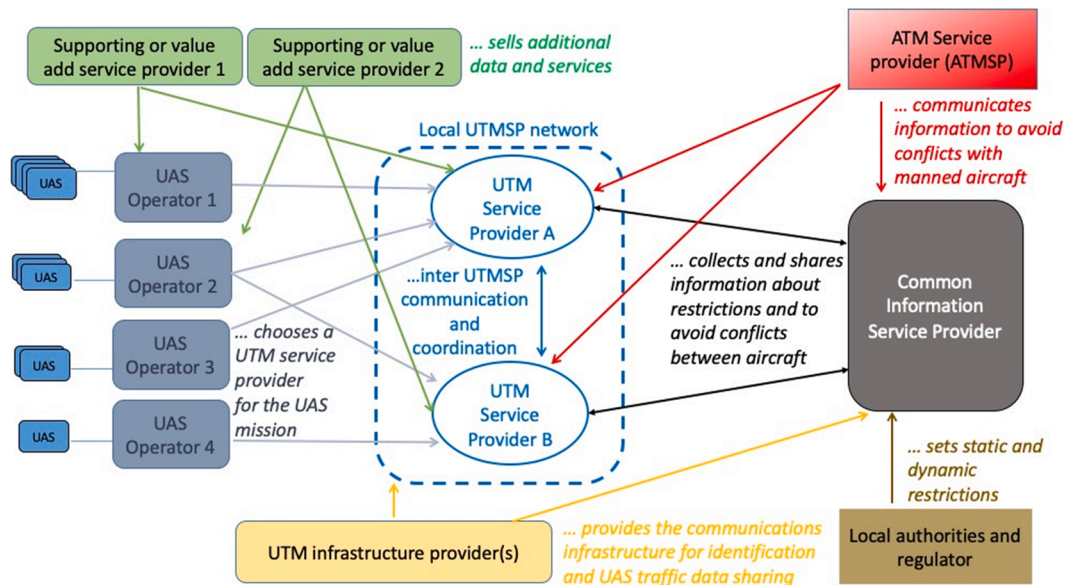 Supporting or value
add service provider 1
Supporting or value
add service provider 2
... sells additional
data and services
ATM Service
provider (ATMSP)
... communicates
information to avoid
conflicts with
manned aircraft
Local UTMSP network
UAS
UAS
Operator 1
UTM
Service
Provider A
UAS
UAS
Operator 2
...inter UTMSP
communication
and
coordination
... collects and shares
information about
restrictions and to
avoid conflicts
between aircraft
Common
Information
Service Provider
UAS
UAS
Operator 3
... chooses a
UTM service
provider
for the UAS
mission
UAS
UAS
Operator 4
UTM
Service
Provider B
... sets static and
dynamic
restrictions
UTM infrastructure provider(s)
... provides the communications
infrastructure for identification
and UAS traffic data sharing
Local authorities and
regulator